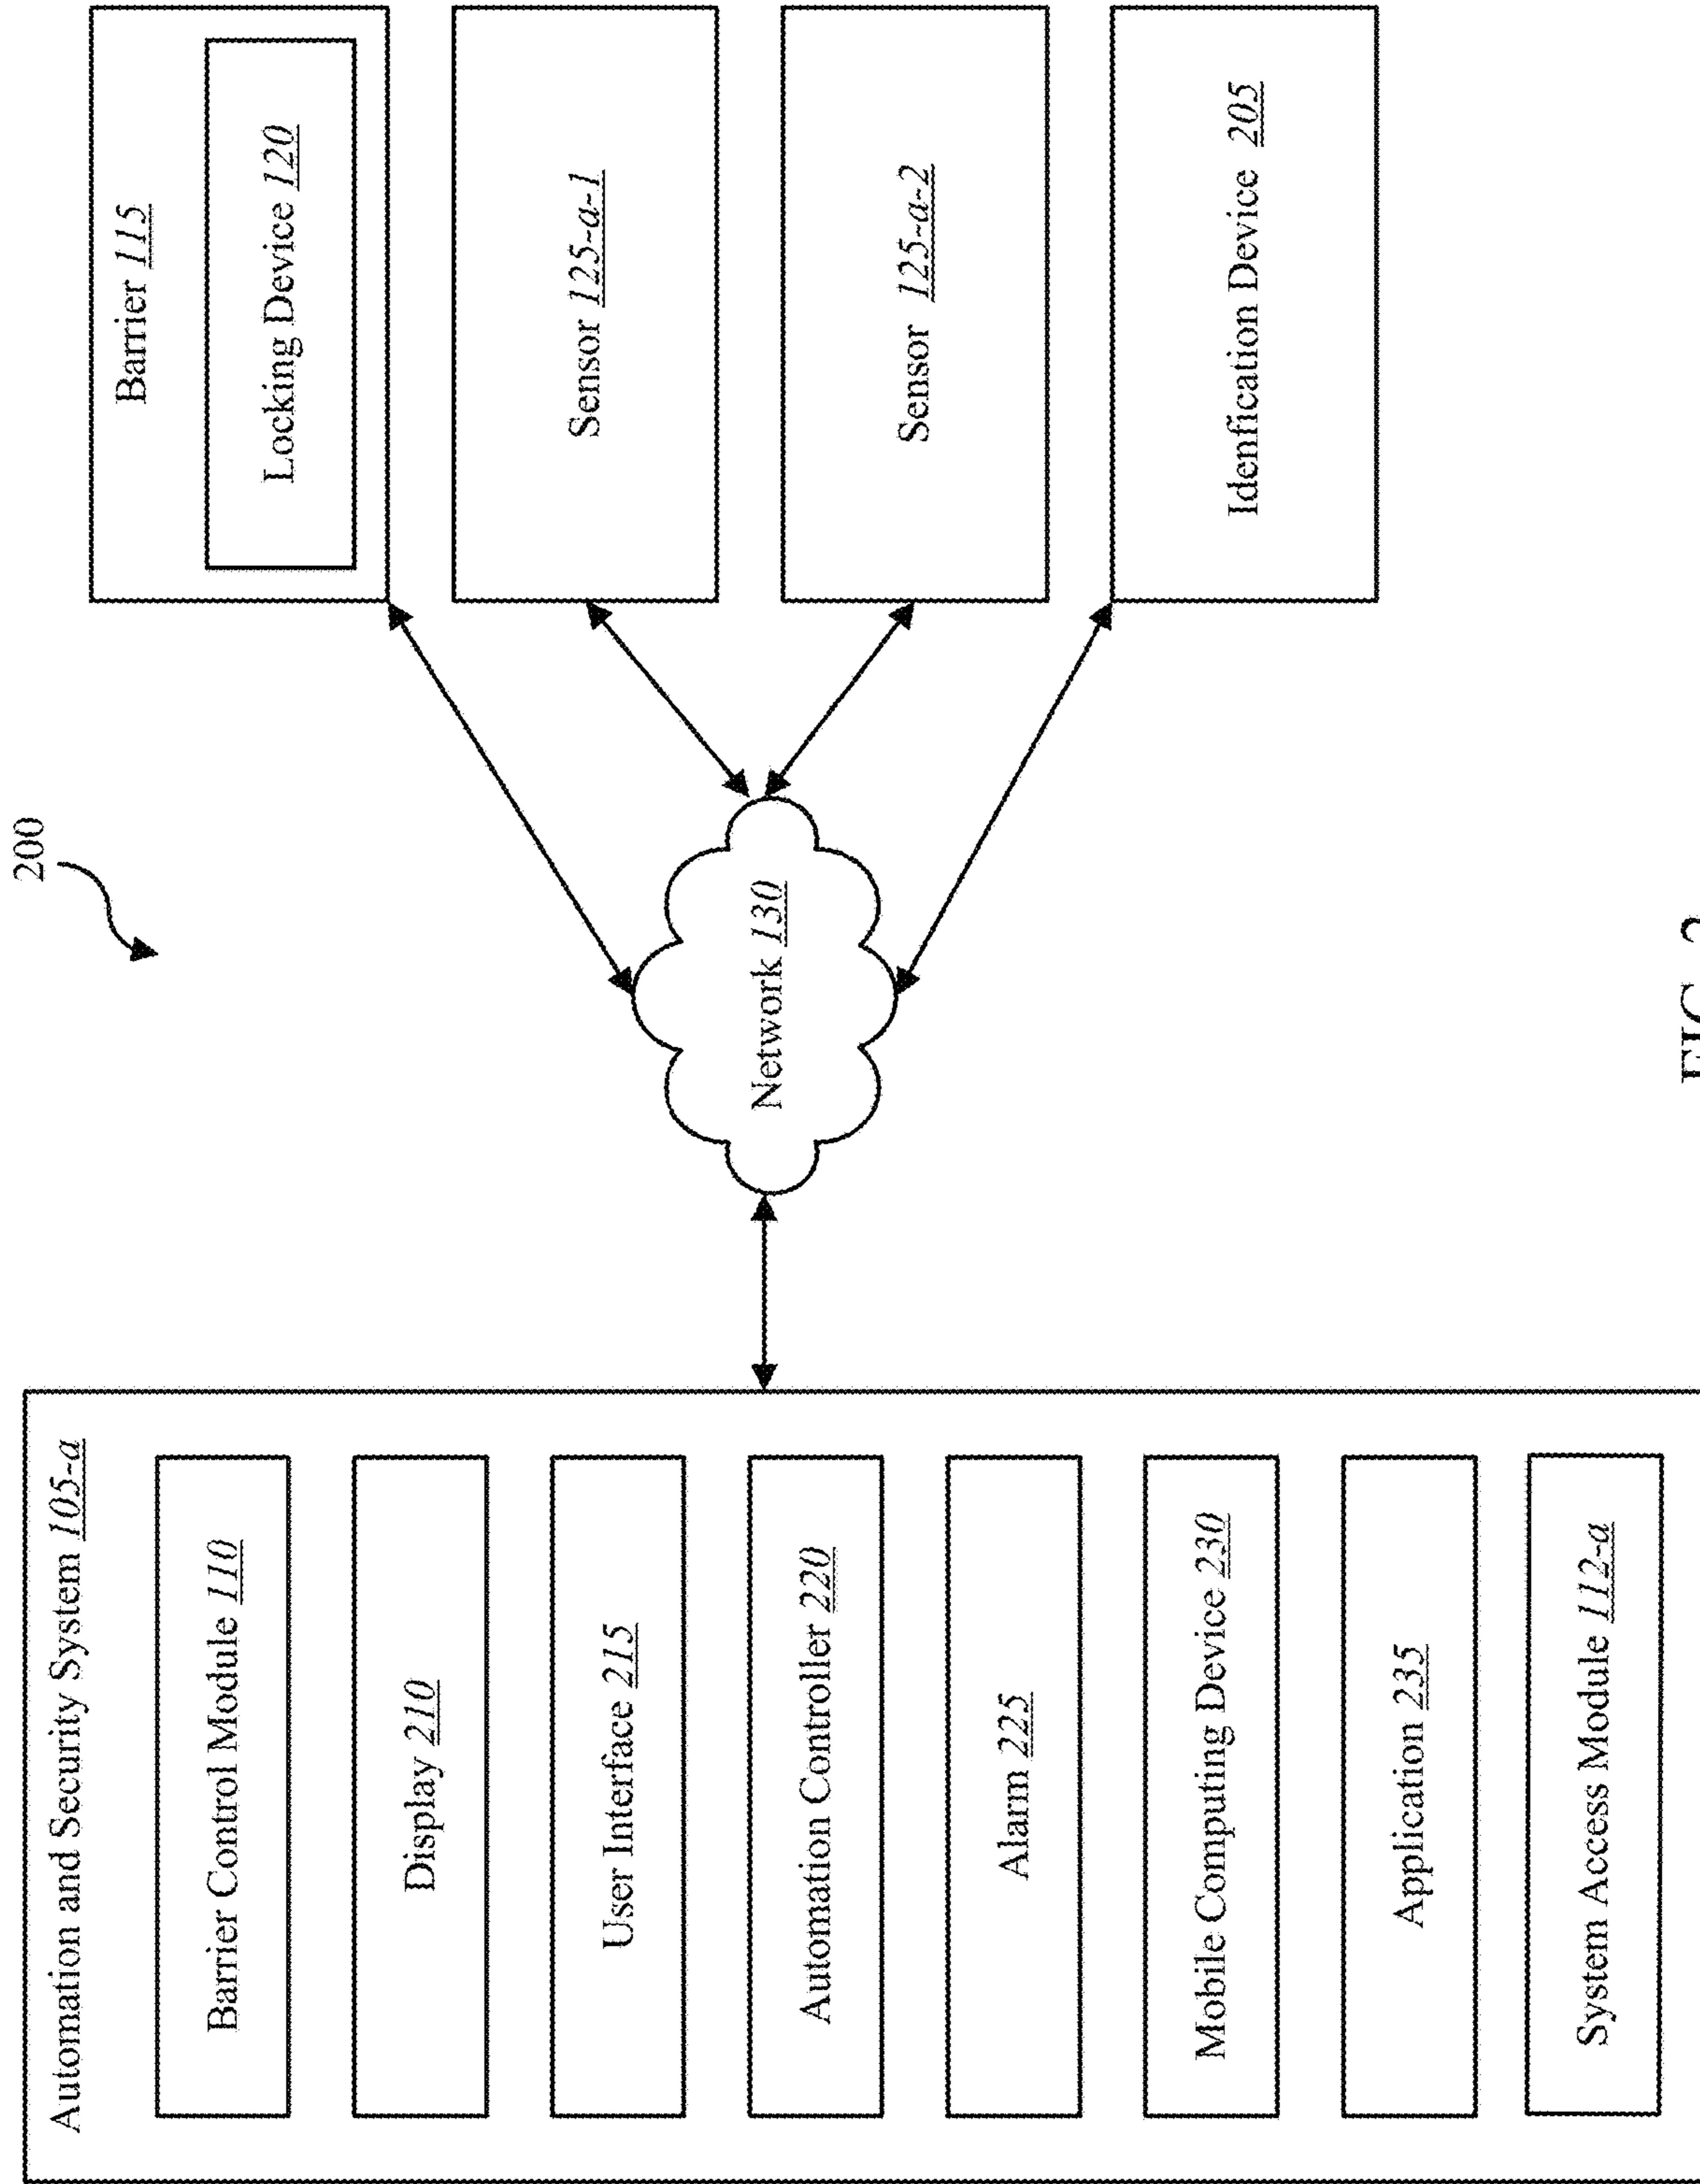 200
Automation and Security System 105-a
Barrier Control Module 110
Display 210
User Interface 215
Automation Controller 220
Alarm 225
Mobile Computing Device 230
Application 235
System Access Module 112-a
Network 130
Barrier 115
Locking Device 120
Sensor 125-a-1
Sensor 125-a-2
Idenfication Device 205
FIG. 2